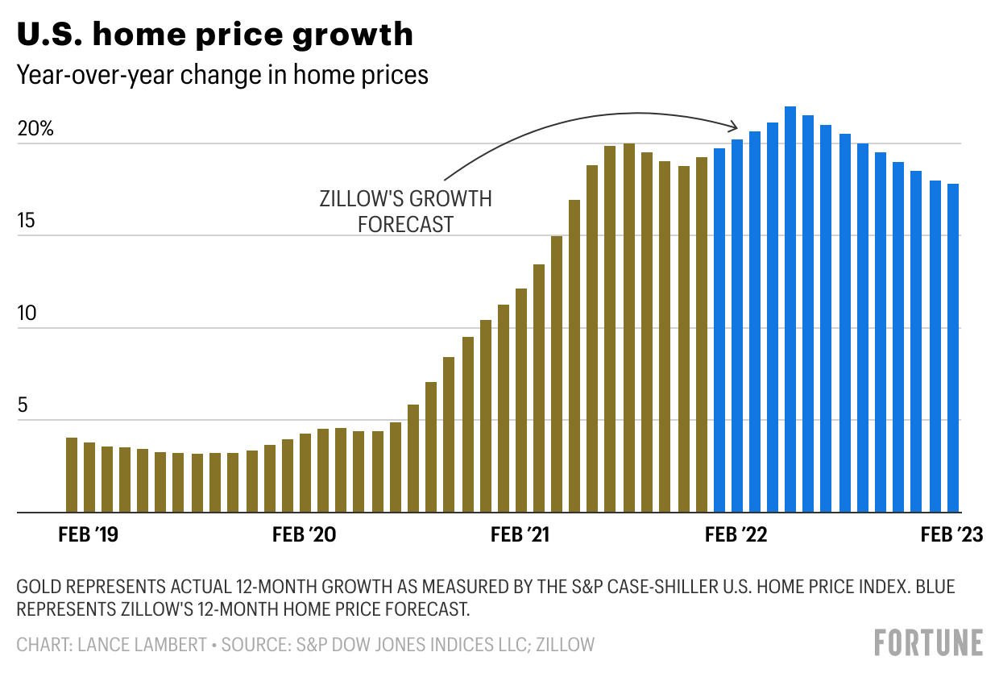 U.S. home price growth
Year-over-year change in home prices
20%
ZILLOW'S GROWTH
FORECAST
15
10
5
FEB ’19
FEB ’20
FEB ’21
FEB ’22
FEB ’23
GOLD REPRESENTS ACTUAL 12-MONTH GROWTH AS MEASURED BY THE S&P CASE-SHILLER U.S. HOME PRICE INDEX. BLUE
REPRESENTS ZILLOW'S 12-MONTH HOME PRICE FORECAST.
CHART: LANCE LAMBERT • SOURCE: S&P DOW JONES INDICES LLC; ZILLOW
FORTUNE